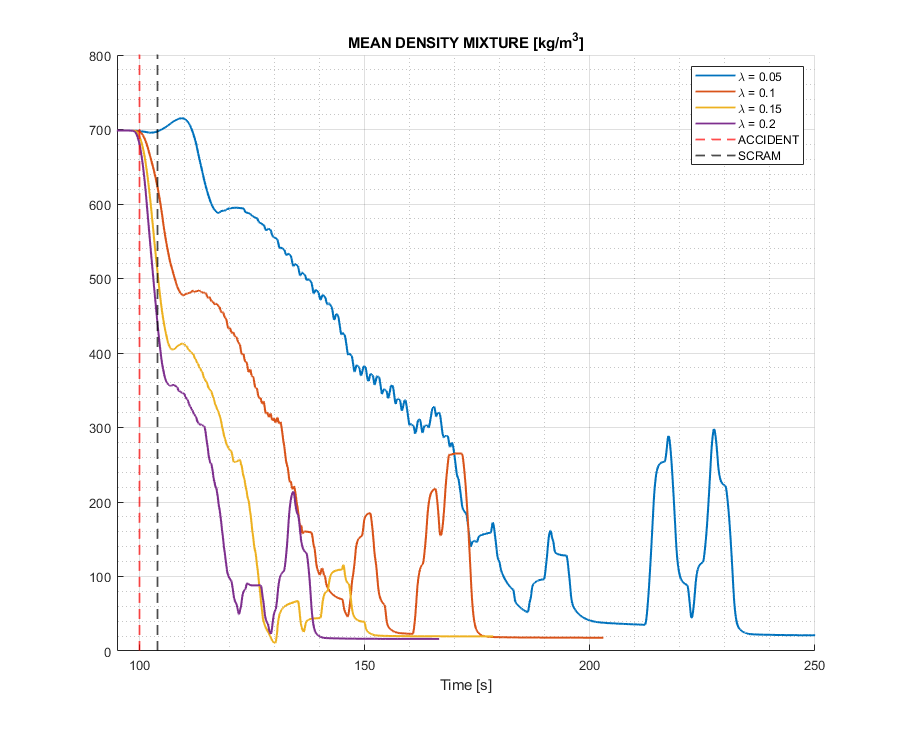 MEAN DENSITY MIXTURE [kg/m³]
800
700
600
500
400
300
200
100
0
λ = 0.05
λ = 0.1
λ = 0.15
λ = 0.2
ACCIDENT
SCRAM
100
150
200
250
Time [s]